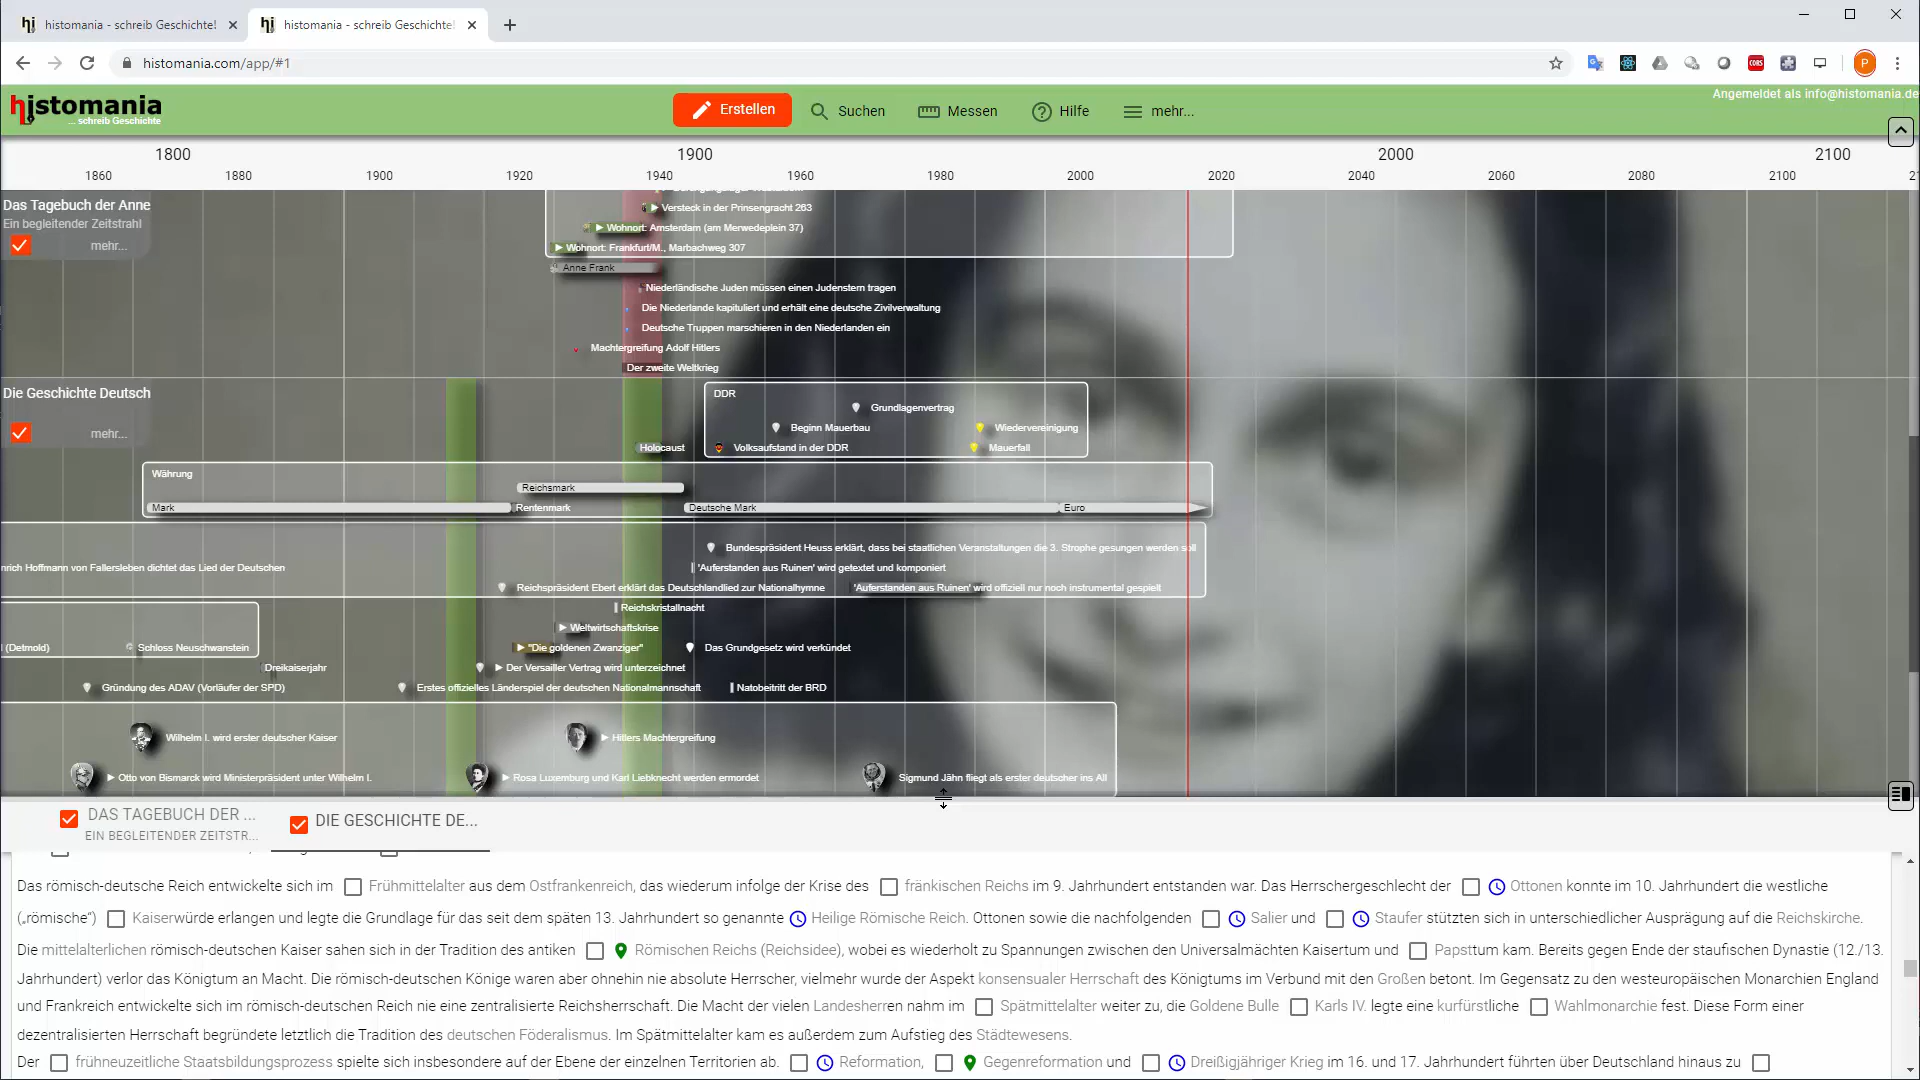 histomania - schreib Geschichte!
histomania - schreib Geschichte!
histomania.com/app/#1
CORS
P
Angemeldet als info@histomania.de
histomania
... schreib Geschichte
Erstellen
Suchen
Messen
Hilfe
mehr...
1800
1900
2000
2100
1860
1880
1900
1920
1940
1960
1980
2000
2020
2040
2060
2080
2100
Das Tagebuch der Anne
Ein begleitender Zeitstrahl
mehr...
Versteck in der Prinsengracht 263
Wohnort: Amsterdam (am Merwedeplein 37)
Wohnort: Frankfurt/M., Marbachweg 307
Anne Frank
Niederländische Juden müssen einen Judenstern tragen
Die Niederlande kapituliert und erhält eine deutsche Zivilverwaltung
Deutsche Truppen marschieren in den Niederlanden ein
Machtergreifung Adolf Hitlers
Der zweite Weltkrieg
Die Geschichte Deutsch
mehr...
DDR
Grundlagenvertrag
Beginn Mauerbau
Wiedervereinigung
Holocaust
Volksaufstand in der DDR
Mauerfall
Währung
Reichsmark
Mark
Rentenmark
Deutsche Mark
Euro
Bundespräsident Heuss erklärt, dass bei staatlichen Veranstaltungen die 3. Strophe gesungen werden soll
nrich Hoffmann von Fallersleben dichtet das Lied der Deutschen
'Auferstanden aus Ruinen' wird getextet und komponiert
Reichspräsident Ebert erklärt das Deutschlandlied zur Nationalhymne
'Auferstanden aus Ruinen' wird offiziell nur noch instrumental gespielt
Reichskristallnacht
Weltwirtschaftskrise
(Detmold)
Schloss Neuschwanstein
"Die goldenen Zwanziger"
Das Grundgesetz wird verkündet
Dreikaiserjahr
Der Versailler Vertrag wird unterzeichnet
Gründung des ADAV (Vorläufer der SPD)
Erstes offizielles Länderspiel der deutschen Nationalmannschaft
Natobeitritt der BRD
Wilhelm I. wird erster deutscher Kaiser
Hitlers Machtergreifung
Otto von Bismarck wird Ministerpräsident unter Wilhelm I.
Rosa Luxemburg und Karl Liebknecht werden ermordet
Sigmund Jähn fliegt als erster deutscher ins All
DAS TAGEBUCH DER ...
EIN BEGLEITENDER ZEITSTR...
DIE GESCHICHTE DE...
Das römisch-deutsche Reich entwickelte sich im Frühmittelalter aus dem Ostfrankenreich, das wiederum infolge der Krise des fränkischen Reichs im 9. Jahrhundert entstanden war. Das Herrschergeschlecht der Ottonen konnte im 10. Jahrhundert die westliche
(„römische“) Kaiserwürde erlangen und legte die Grundlage für das seit dem späten 13. Jahrhundert so genannte Heilige Römische Reich. Ottonen sowie die nachfolgenden Salier und Staufer stützten sich in unterschiedlicher Ausprägung auf die Reichskirche.
Die mittelalterlichen römisch-deutschen Kaiser sahen sich in der Tradition des antiken Römischen Reichs (Reichsidee), wobei es wiederholt zu Spannungen zwischen den Universalmächten Kaisertum und Papsttum kam. Bereits gegen Ende der staufischen Dynastie (12./13.
Jahrhundert) verlor das Königtum an Macht. Die römisch-deutschen Könige waren aber ohnehin nie absolute Herrscher, vielmehr wurde der Aspekt konsensualer Herrschaft des Königtums im Verbund mit den Großen betont. Im Gegensatz zu den westeuropäischen Monarchien England
und Frankreich entwickelte sich im römisch-deutschen Reich nie eine zentralisierte Reichsherrschaft. Die Macht der vielen Landesherren nahm im Spätmittelalter weiter zu, die Goldene Bulle Karls IV. legte eine kurfürstliche Wahlmonarchie fest. Diese Form einer
dezentralisierten Herrschaft begründete letztlich die Tradition des deutschen Föderalismus. Im Spätmittelalter kam es außerdem zum Aufstieg des Städtewesens.
Der frühneuzeitliche Staatsbildungsprozess spielte sich insbesondere auf der Ebene der einzelnen Territorien ab. Reformation, Gegenreformation und Dreißigjähriger Krieg im 16. und 17. Jahrhundert führten über Deutschland hinaus zu